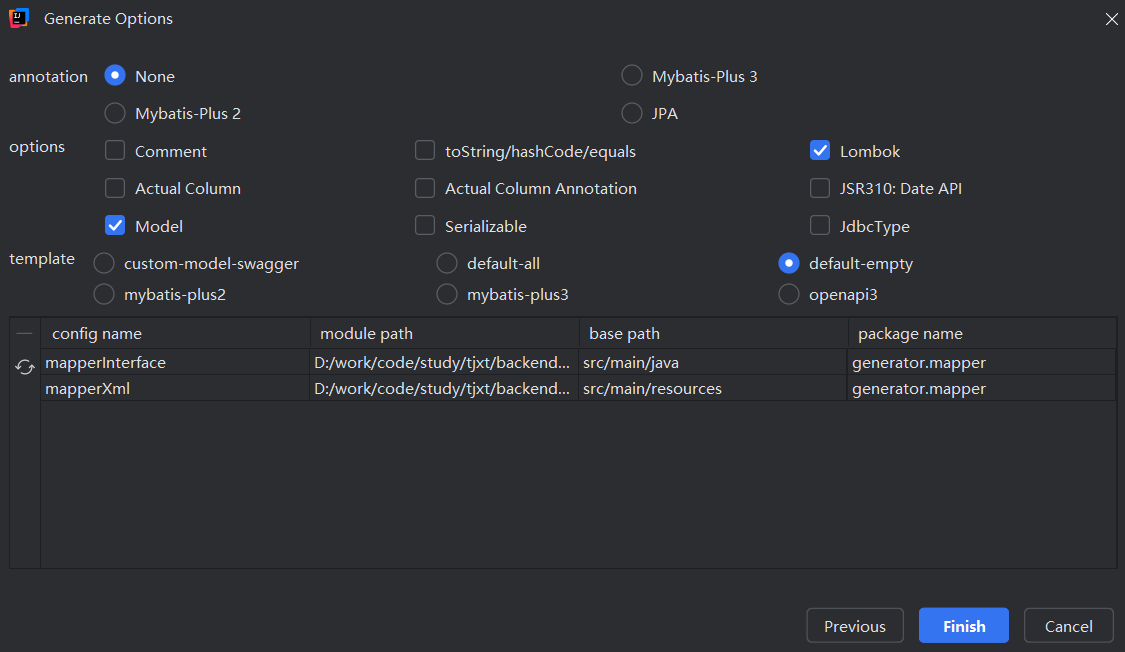 Generate Options
annotation None Mybatis-Plus 3
Mybatis-Plus 2 JPA
options Comment toString/hashCode/equals Lombok
Actual Column Actual Column Annotation JSR310: Date API
Model Serializable JdbcType
template custom-model-swagger default-all default-empty
mybatis-plus2 mybatis-plus3 openapi3
config name module path base path package name
mapperInterface D:/work/code/study/tjxt/backend... src/main/java generator.mapper
mapperXml D:/work/code/study/tjxt/backend... src/main/resources generator.mapper
Previous Finish Cancel